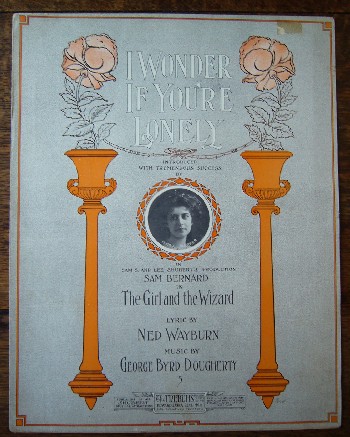 I WONDER
IF YOU'RE
LONELY
INTRODUCED
WITH TREMENDOUS SUCCESS
BY
IN
SAM S. AND LEE SHUBERT'S PRODUCTION
SAM BERNARD
IN
The Girl and the Wizard
LYRIC BY
NED WAYBURN
MUSIC BY
GEORGE BYRD DOUGHERTY
5